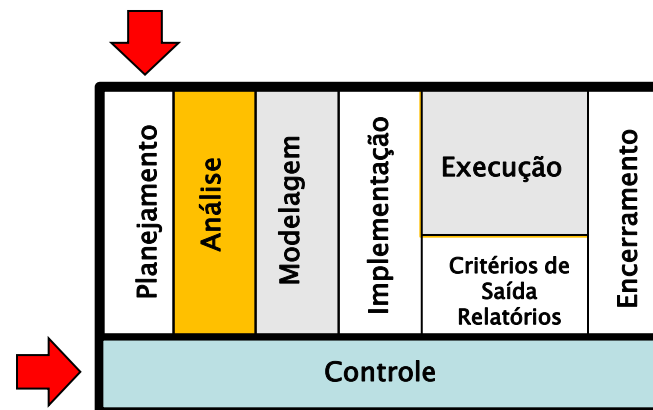 Planejamento
Análise
Modelagem
Implementação
Execução
Critérios de
Saída
Relatórios
Encerramento
Controle